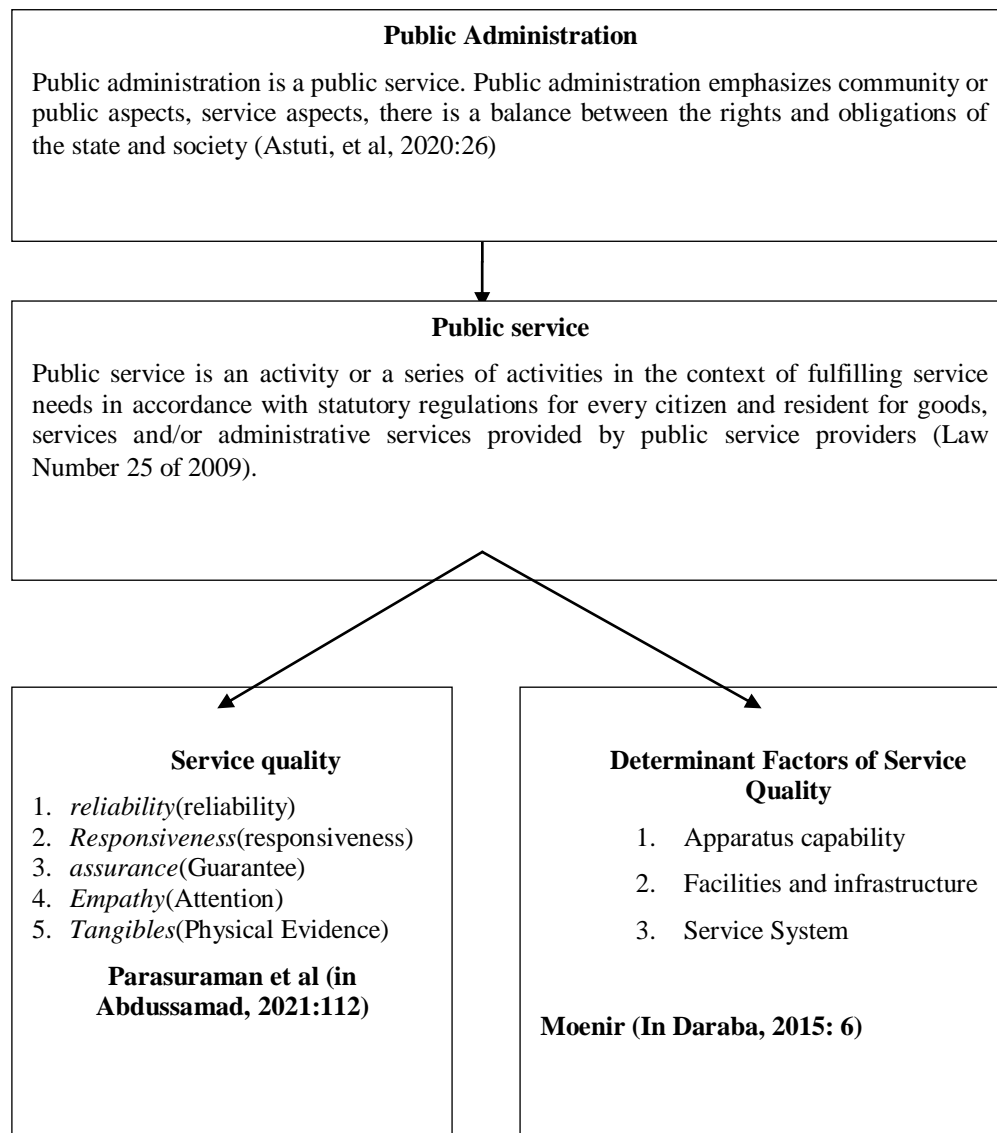 Public Administration
Public administration is a public service. Public administration emphasizes community or
public aspects, service aspects, there is a balance between the rights and obligations of
the state and society (Astuti, et al, 2020:26)
Public service
Public service is an activity or a series of activities in the context of fulfilling service
needs in accordance with statutory regulations for every citizen and resident for goods,
services and/or administrative services provided by public service providers (Law
Number 25 of 2009).
Service quality
1. reliability(reliability)
2. Responsiveness(responsiveness)
3. assurance(Guarantee)
4. Empathy(Attention)
5. Tangibles(Physical Evidence)
Parasuraman et al (in
Abdussamad, 2021:112)
Determinant Factors of Service
Quality
1. Apparatus capability
2. Facilities and infrastructure
3. Service System
Moenir (In Daraba, 2015: 6)